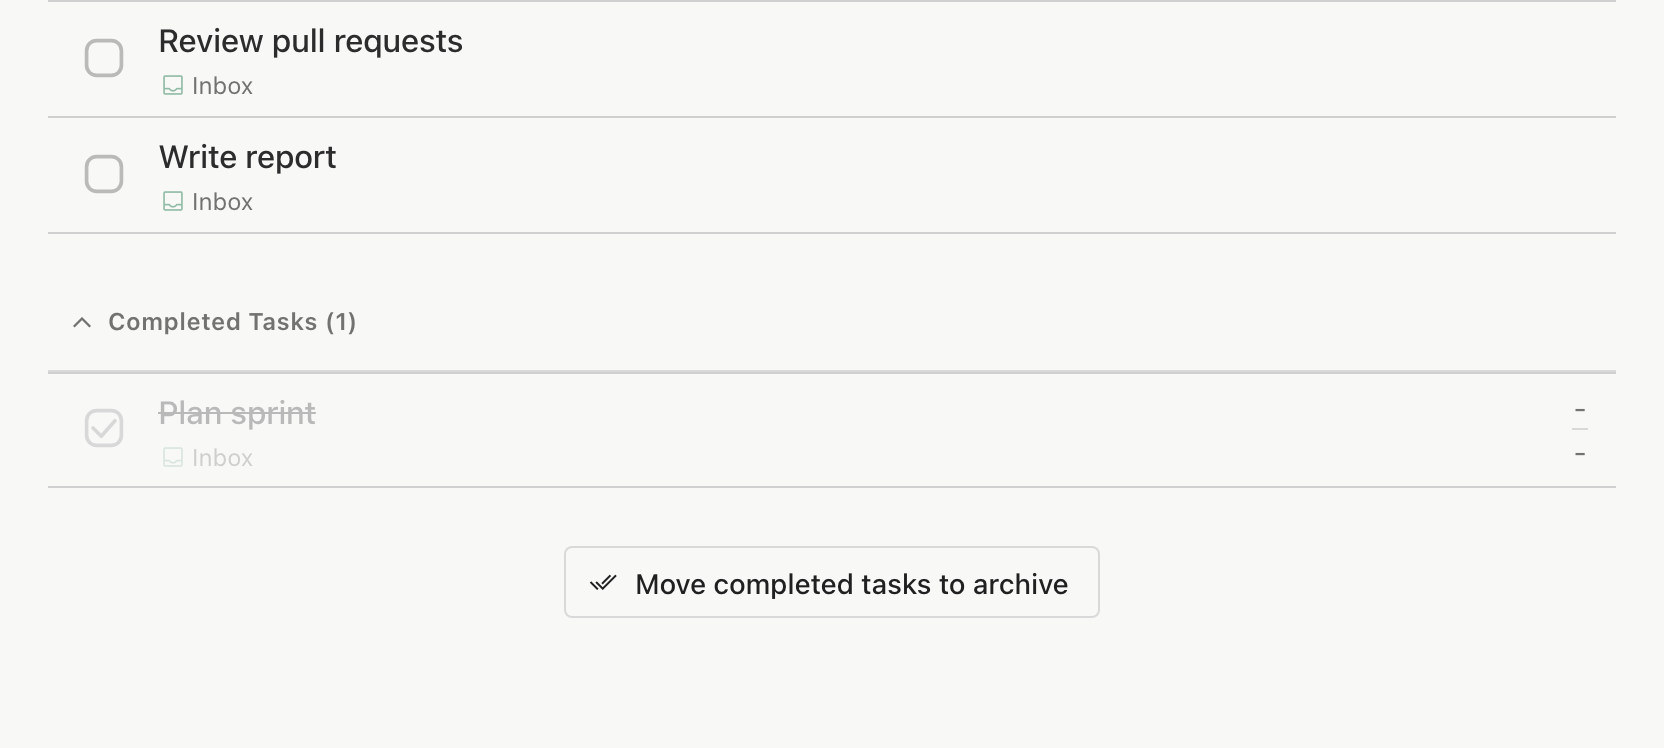 Review pull requests
Inbox
Write report
Inbox
Completed Tasks (1)
Plan sprint
-
Inbox
-
Move completed tasks to archive